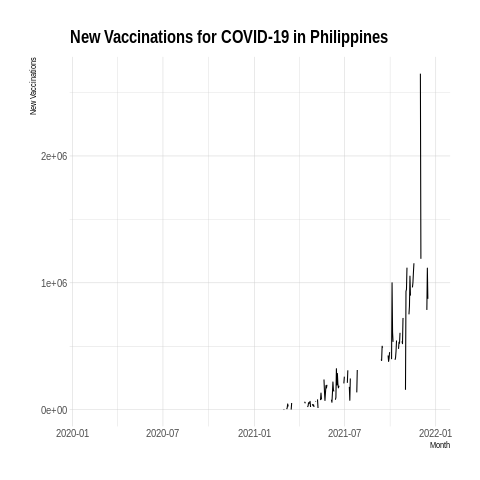 New Vaccinations for COVID-19 in Philippines
New Vaccinations
2e+06
1e+06
0e+00
2020-01 2020-07 2021-01 2021-07 2022-01
Month